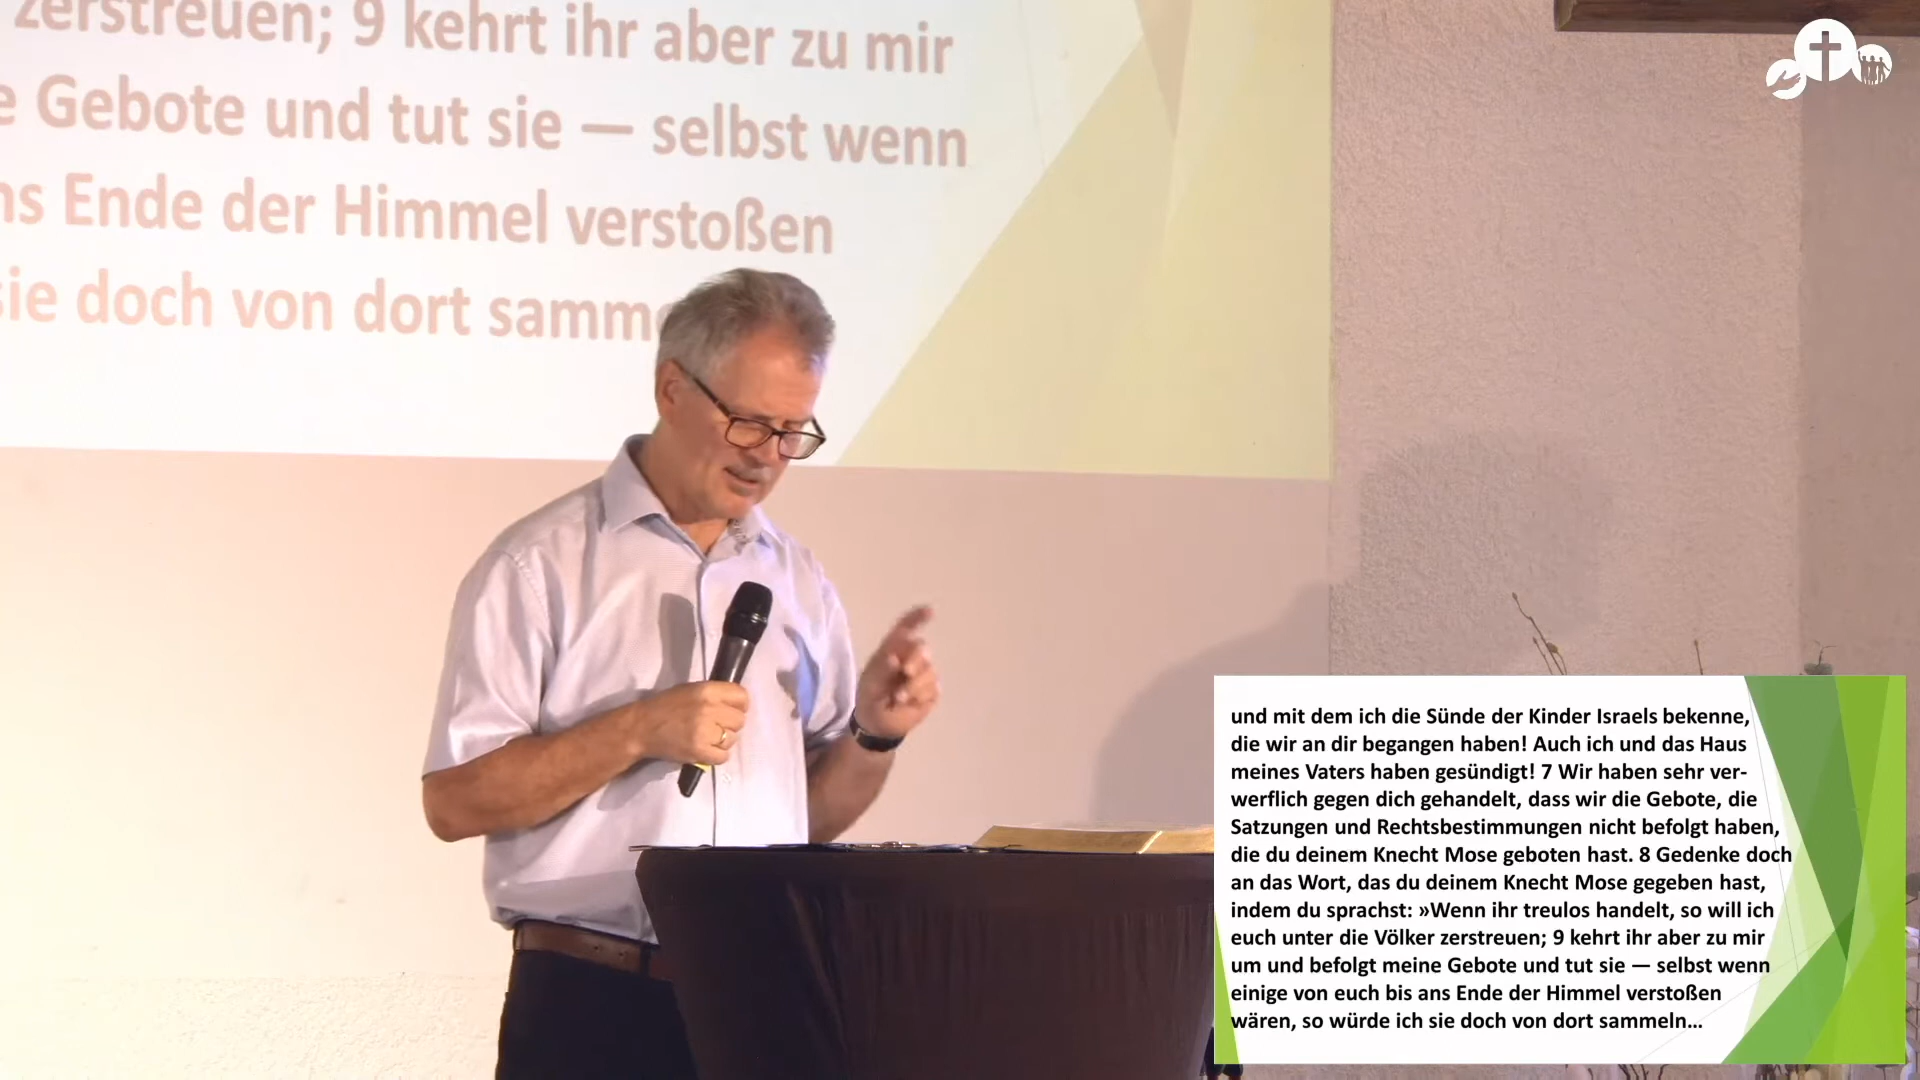 zerstreuen; 9 kehrt ihr aber zu mir
e Gebote und tut sie — selbst wenn
ns Ende der Himmel verstoßen
sie doch von dort samme
und mit dem ich die Sünde der Kinder Israels bekenne,
die wir an dir begangen haben! Auch ich und das Haus
meines Vaters haben gesündigt! 7 Wir haben sehr ver-
werflich gegen dich gehandelt, dass wir die Gebote, die
Satzungen und Rechtsbestimmungen nicht befolgt haben,
die du deinem Knecht Mose geboten hast. 8 Gedenke doch
an das Wort, das du deinem Knecht Mose gegeben hast,
indem du sprachst: »Wenn ihr treulos handelt, so will ich
euch unter die Völker zerstreuen; 9 kehrt ihr aber zu mir
um und befolgt meine Gebote und tut sie — selbst wenn
einige von euch bis ans Ende der Himmel verstoßen
wären, so würde ich sie doch von dort sammeln...